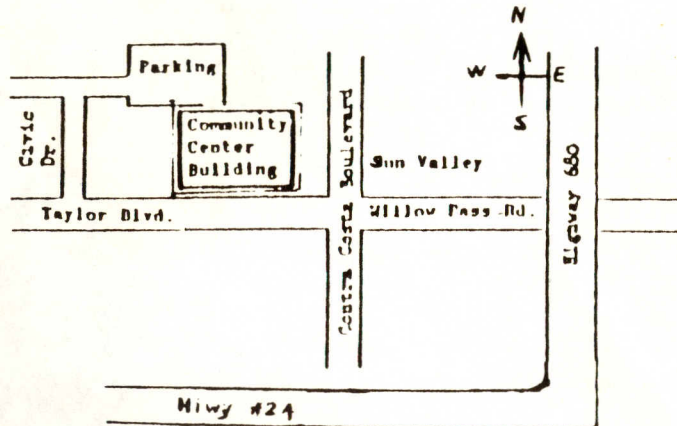 N
Parking
W E
S
Civic
Dr.
Community
Center
Building
Contra Costa Boulevard
Sun Valley
Higway 680
Taylor Blvd.
Willow Pass Rd.
Hiwy #24